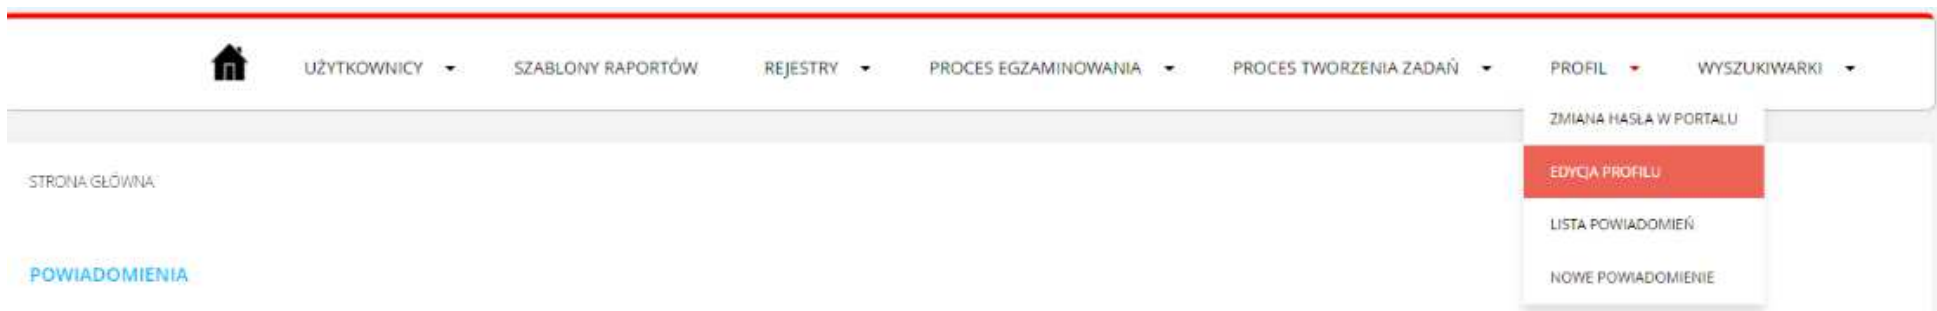 UŻYTKOWNICY SZABLONY RAPORTÓW REJESTRY PROCES EGZAMINOWANIA PROCES TWORZENIA ZADAŃ PROFIL WYSZUKIWARKI
ZMIANA HASŁA W PORTALU
EDYCJA PROFILU
LISTA POWIADOMIEŃ
NOWE POWIADOMIENIE
STRONA GŁÓWNA
POWIADOMIENIA